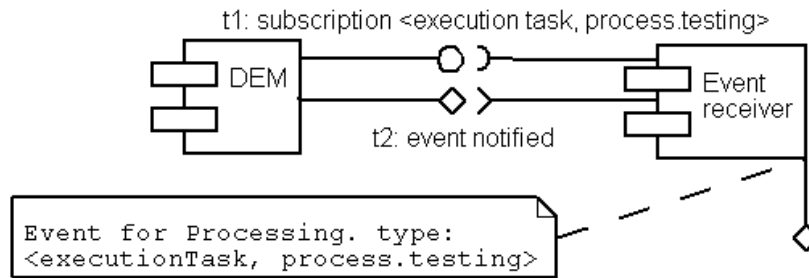 t1: subscription <execution task, process.testing>
DEM
Event
receiver
t2: event notified
Event for Processing. type:
<executionTask, process.testing>